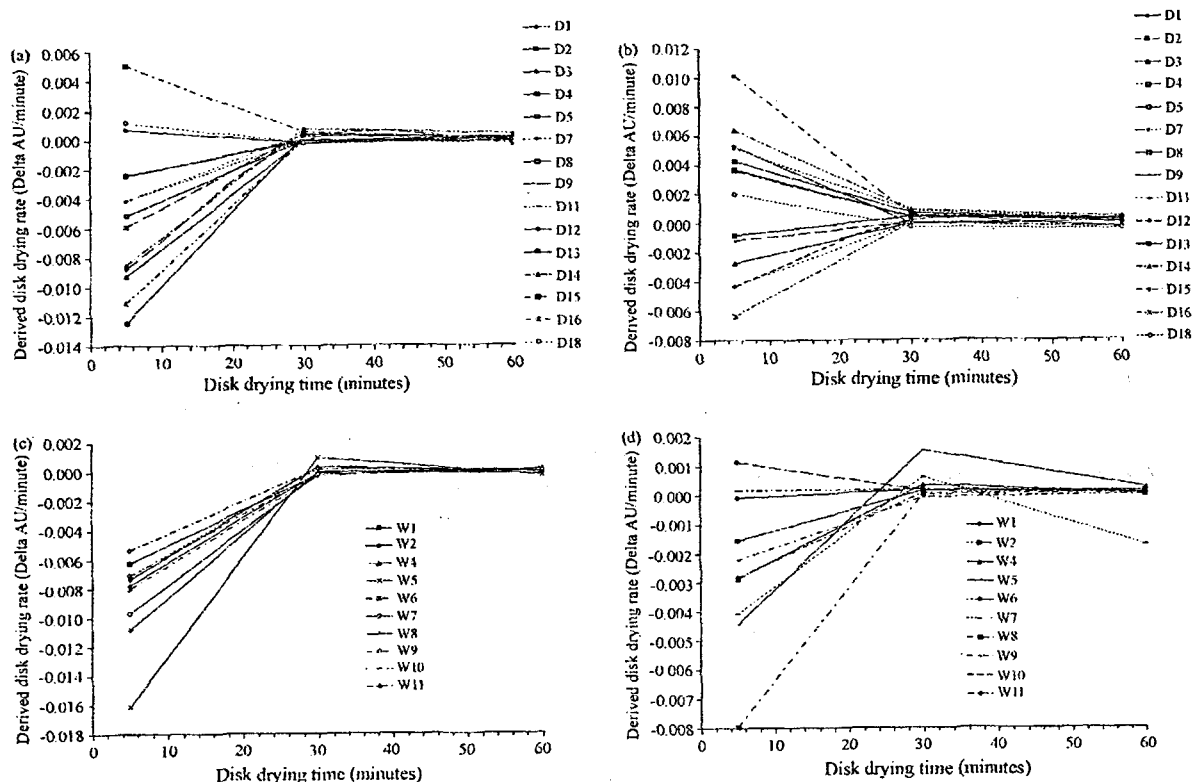 (a)
Derived disk drying rate (Delta AU/minute)
0.006
0.004
0.002
0.000
-0.002
-0.004
-0.006
-0.008
-0.010
-0.012
-0.014
0
10
20
30
40
50
60
Disk drying time (minutes)
D1
D2
D3
D4
D5
D7
D8
D9
D11
D12
D13
D14
D15
D16
D18
(b)
Derived disk drying rate (Delta AU/minute)
0.012
0.010
0.008
0.006
0.004
0.002
0.000
-0.002
-0.004
-0.006
-0.008
0
10
20
30
40
50
60
Disk drying time (minutes)
D1
D2
D3
D4
D5
D7
D8
D9
D11
D12
D13
D14
D15
D16
D18
(c)
Derived disk drying rate (Delta AU/minute)
0.002
0.000
-0.002
-0.004
-0.006
-0.008
-0.010
-0.012
-0.014
-0.016
-0.018
0
10
20
30
40
50
60
Disk drying time (minutes)
W1
W2
W4
W5
W6
W7
W8
W9
W10
W11
(d)
Derived disk drying rate (Delta AU/minute)
0.002
0.001
0.000
-0.001
-0.002
-0.003
-0.004
-0.005
-0.006
-0.007
-0.008
0
10
20
30
40
50
60
Disk drying time (minutes)
W1
W2
W4
W5
W6
W7
W8
W9
W10
W11